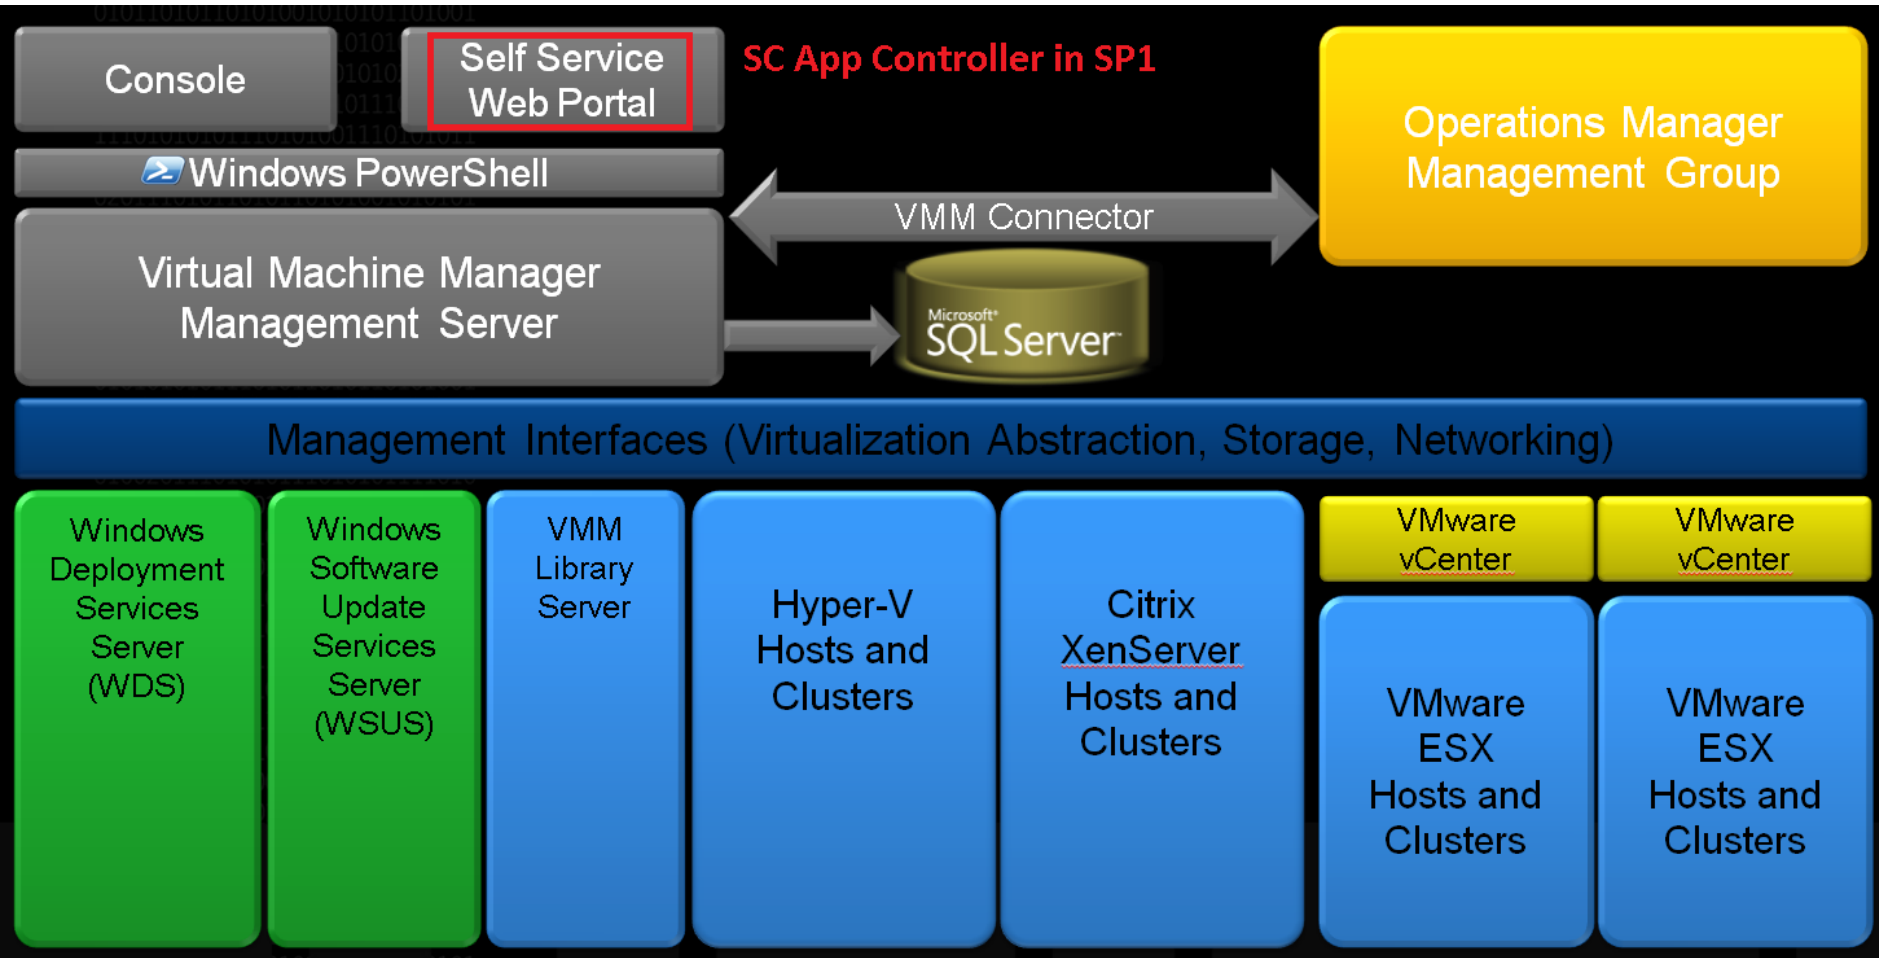 Console
Self Service
Web Portal
SC App Controller in SP1
Operations Manager
Management Group
Windows PowerShell
VMM Connector
Virtual Machine Manager
Management Server
Microsoft
SQL Server
Management Interfaces (Virtualization Abstraction, Storage, Networking)
Windows
Deployment
Services
Server
(WDS)
Windows
Software
Update
Services
Server
(WSUS)
VMM
Library
Server
Hyper-V
Hosts and
Clusters
Citrix
XenServer
Hosts and
Clusters
VMware
vCenter
VMware
ESX
Hosts and
Clusters
VMware
vCenter
VMware
ESX
Hosts and
Clusters